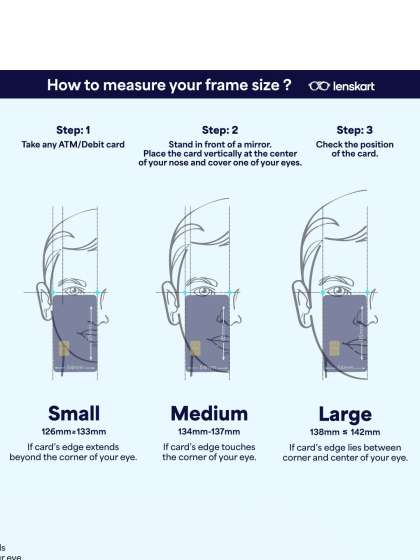 How to measure your frame size ?
lenskart
Step: 1
Take any ATM/Debit card
Step: 2
Stand in front of a mirror.
Place the card vertically at the center
of your nose and cover one of your eyes.
Step: 3
Check the position
of the card.
Small
126mm≥133mm
If card's edge extends
beyond the corner of your eye.
Medium
134mm-137mm
If card's edge touches
the corner of your eye.
Large
138mm ≤ 142mm
If card's edge lies between
corner and center of your eye.